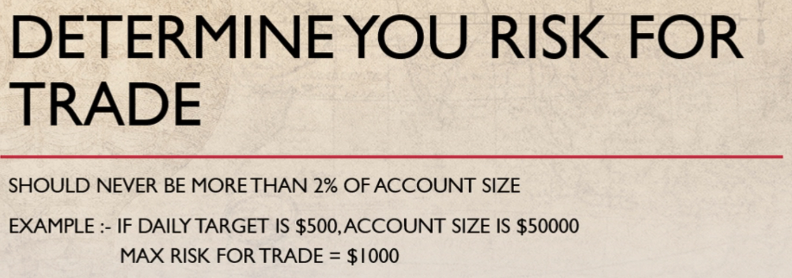 DETERMINE YOU RISK FOR
TRADE
SHOULD NEVER BE MORE THAN 2% OF ACCOUNT SIZE
EXAMPLE :- IF DAILY TARGET IS $500, ACCOUNT SIZE IS $50000
MAX RISK FOR TRADE = $1000